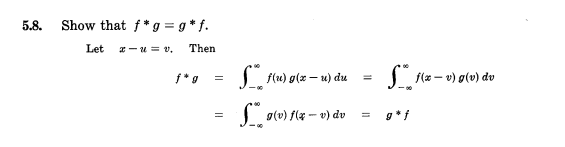 5.8. Show that f * g = g * f.
Let x − u = v. Then
f * g = ∫_{−∞}^{∞} f(u) g(x − u) du = ∫_{−∞}^{∞} f(x − v) g(v) dv
= ∫_{−∞}^{∞} g(v) f(x − v) dv = g * f